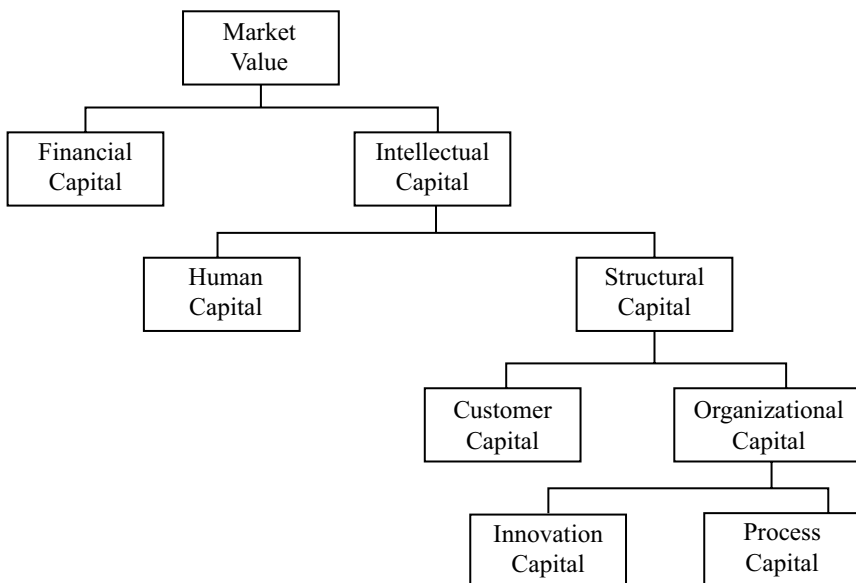 Market
Value
Financial
Capital
Intellectual
Capital
Human
Capital
Structural
Capital
Customer
Capital
Organizational
Capital
Innovation
Capital
Process
Capital